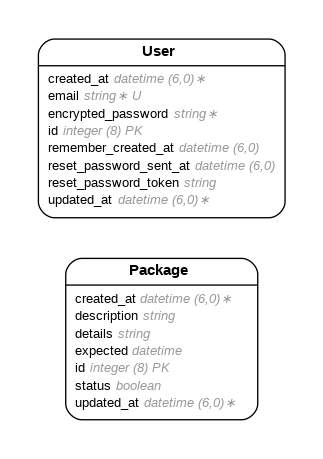 User
created_at datetime (6,0)∗
email string∗ U
encrypted_password string∗
id integer (8) PK
remember_created_at datetime (6,0)
reset_password_sent_at datetime (6,0)
reset_password_token string
updated_at datetime (6,0)∗
Package
created_at datetime (6,0)∗
description string
details string
expected datetime
id integer (8) PK
status boolean
updated_at datetime (6,0)∗